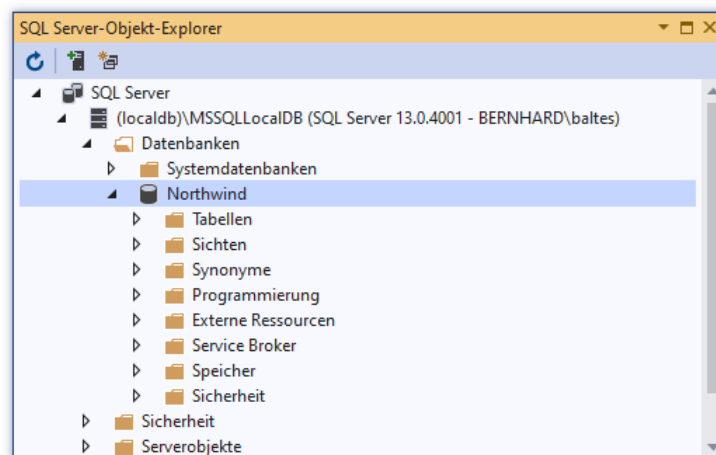 SQL Server-Objekt-Explorer
SQL Server
(localdb)\MSSQLLocalDB (SQL Server 13.0.4001 - BERNHARD\baltes)
Datenbanken
Systemdatenbanken
Northwind
Tabellen
Sichten
Synonyme
Programmierung
Externe Ressourcen
Service Broker
Speicher
Sicherheit
Sicherheit
Serverobjekte